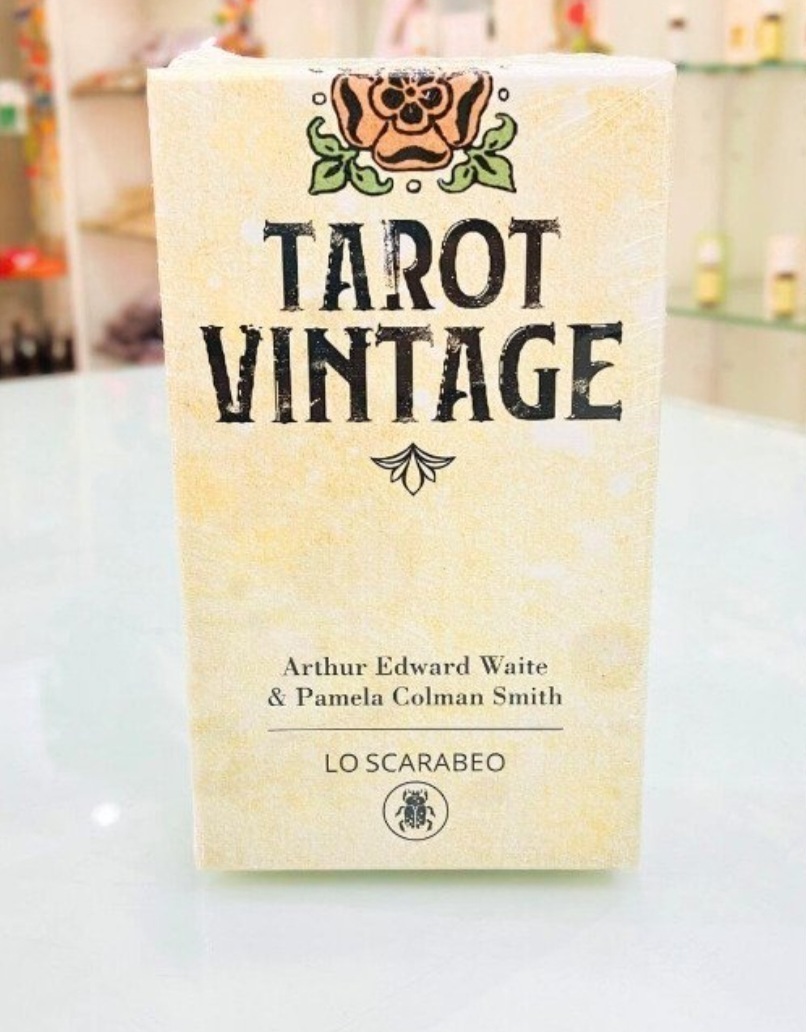 TAROT
VINTAGE
Arthur Edward Waite
& Pamela Colman Smith
LO SCARABEO